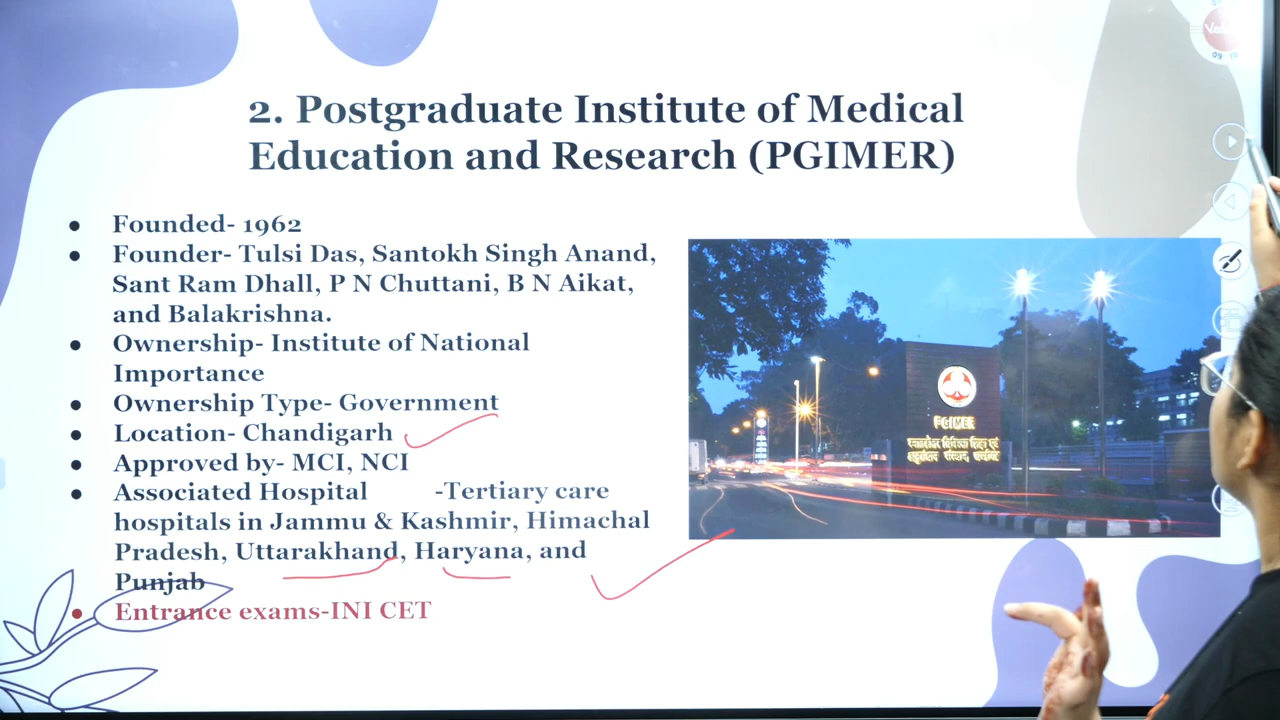 2. Postgraduate Institute of Medical
Education and Research (PGIMER)
● Founded- 1962
● Founder- Tulsi Das, Santokh Singh Anand,
Sant Ram Dhall, P N Chuttani, B N Aikat,
and Balakrishna.
● Ownership- Institute of National
Importance
● Ownership Type- Government
● Location- Chandigarh
● Approved by- MCI, NCI
● Associated Hospital -Tertiary care
hospitals in Jammu & Kashmir, Himachal
Pradesh, Uttarakhand, Haryana, and
Punjab
● Entrance exams-INI CET
PGIMER